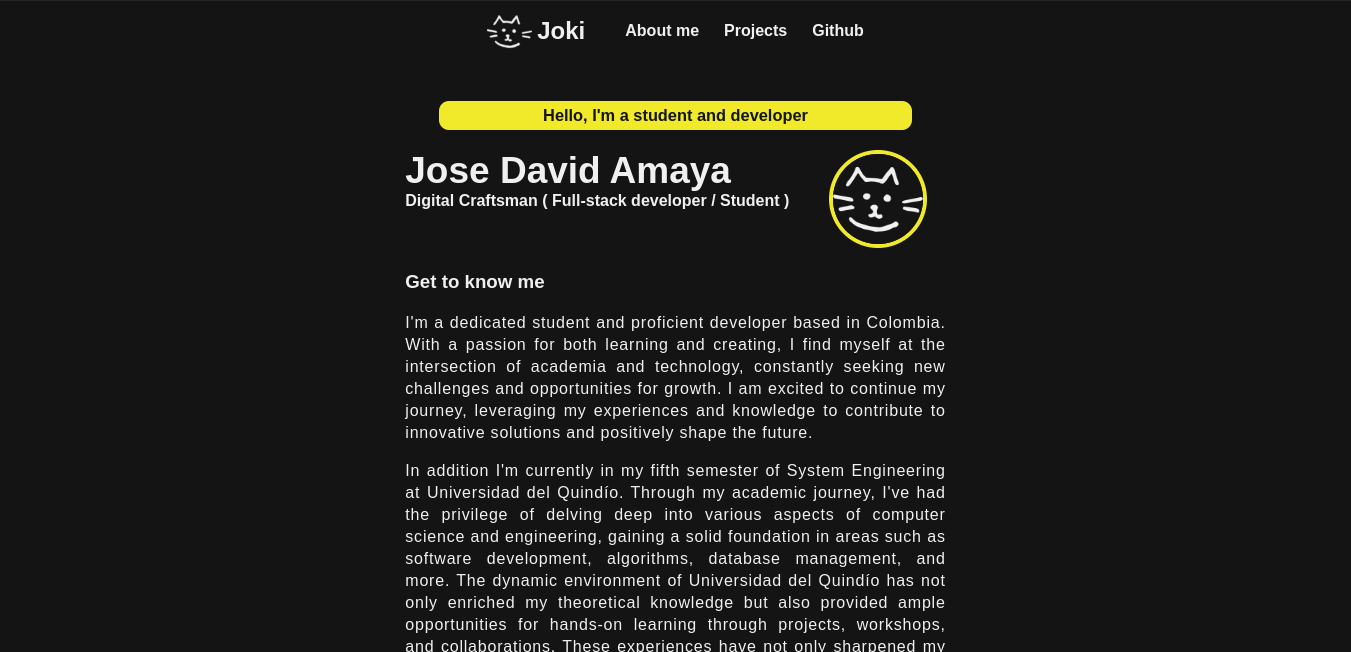 Joki About me Projects Github
Hello, I'm a student and developer
Jose David Amaya
Digital Craftsman ( Full-stack developer / Student )
Get to know me
I'm a dedicated student and proficient developer based in Colombia.
With a passion for both learning and creating, I find myself at the
intersection of academia and technology, constantly seeking new
challenges and opportunities for growth. I am excited to continue my
journey, leveraging my experiences and knowledge to contribute to
innovative solutions and positively shape the future.
In addition I'm currently in my fifth semester of System Engineering
at Universidad del Quindío. Through my academic journey, I've had
the privilege of delving deep into various aspects of computer
science and engineering, gaining a solid foundation in areas such as
software development, algorithms, database management, and
more. The dynamic environment of Universidad del Quindío has not
only enriched my theoretical knowledge but also provided ample
opportunities for hands-on learning through projects, workshops,
and collaborations. These experiences have not only sharpened my